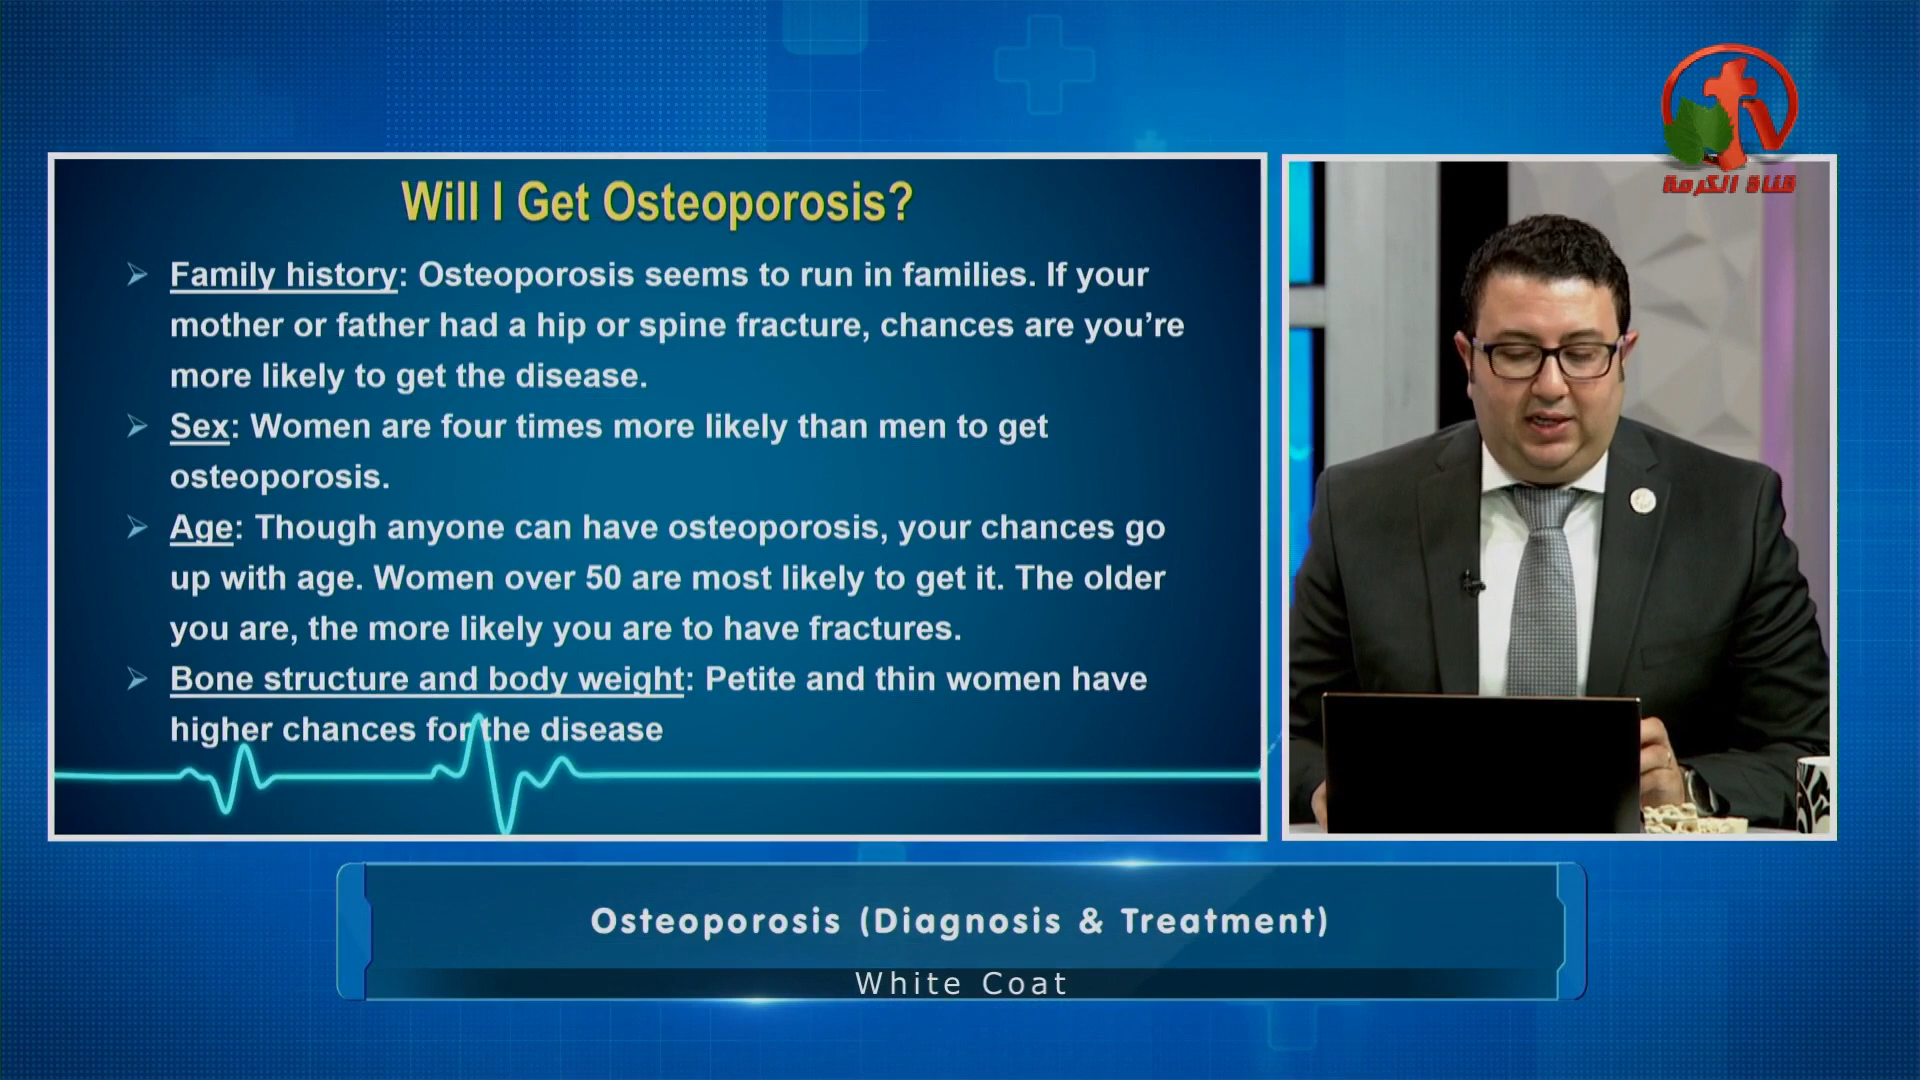 tv
قناة الكرمة
Will I Get Osteoporosis?
Family history: Osteoporosis seems to run in families. If your
mother or father had a hip or spine fracture, chances are you’re
more likely to get the disease.
Sex: Women are four times more likely than men to get
osteoporosis.
Age: Though anyone can have osteoporosis, your chances go
up with age. Women over 50 are most likely to get it. The older
you are, the more likely you are to have fractures.
Bone structure and body weight: Petite and thin women have
higher chances for the disease
Osteoporosis (Diagnosis & Treatment)
White Coat